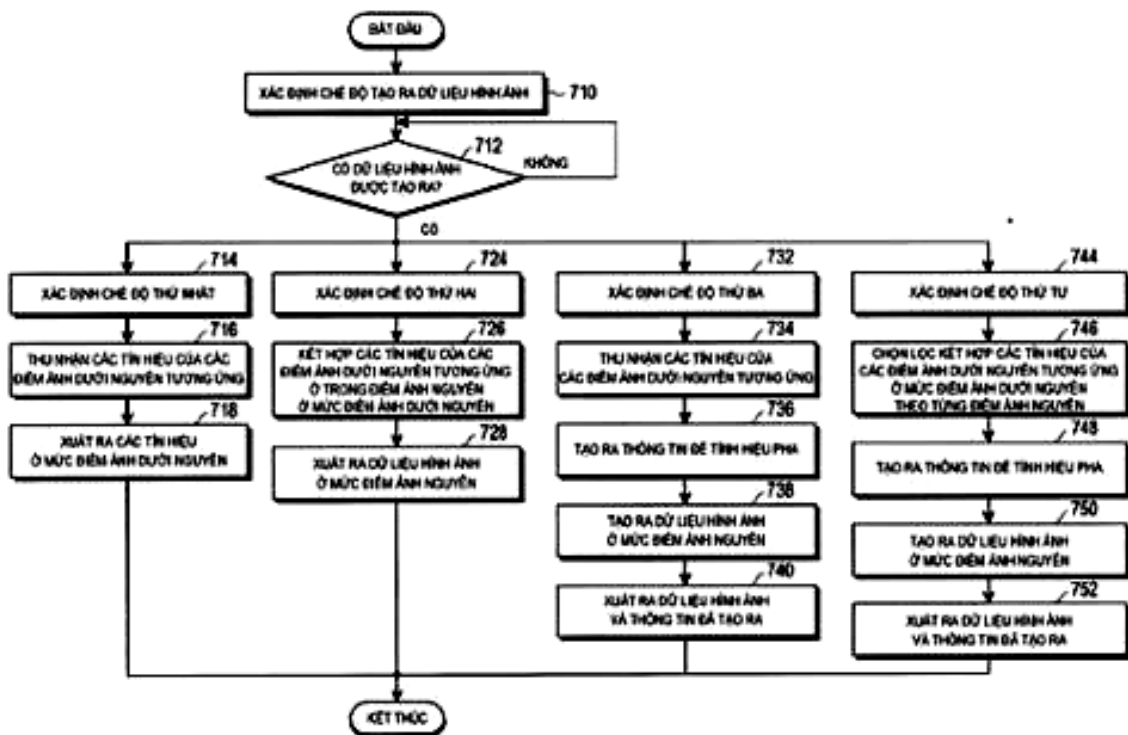 BẮT ĐẦU
XÁC ĐỊNH CHẾ ĐỘ TẠO RA DỮ LIỆU HÌNH ẢNH
710
712
CÓ DỮ LIỆU HÌNH ẢNH
ĐƯỢC TẠO RA?
KHÔNG
CÓ
714
XÁC ĐỊNH CHẾ ĐỘ THỨ NHẤT
716
THU NHẬN CÁC TÍN HIỆU CỦA CÁC
ĐIỂM ẢNH DƯỚI NGUYÊN TƯƠNG ỨNG
718
XUẤT RA CÁC TÍN HIỆU
Ở MỨC ĐIỂM ẢNH DƯỚI NGUYÊN
724
XÁC ĐỊNH CHẾ ĐỘ THỨ HAI
726
KẾT HỢP CÁC TÍN HIỆU CỦA CÁC
ĐIỂM ẢNH DƯỚI NGUYÊN TƯƠNG ỨNG
Ở TRONG ĐIỂM ẢNH NGUYÊN
Ở MỨC ĐIỂM ẢNH DƯỚI NGUYÊN
728
XUẤT RA DỮ LIỆU HÌNH ẢNH
Ở MỨC ĐIỂM ẢNH NGUYÊN
732
XÁC ĐỊNH CHẾ ĐỘ THỨ BA
734
THU NHẬN CÁC TÍN HIỆU CỦA
CÁC ĐIỂM ẢNH DƯỚI NGUYÊN TƯƠNG ỨNG
736
TẠO RA THÔNG TIN ĐỂ TÍNH HIỆU PHA
738
TẠO RA DỮ LIỆU HÌNH ẢNH
Ở MỨC ĐIỂM ẢNH NGUYÊN
740
XUẤT RA DỮ LIỆU HÌNH ẢNH
VÀ THÔNG TIN ĐÃ TẠO RA
744
XÁC ĐỊNH CHẾ ĐỘ THỨ TƯ
746
CHỌN LỌC KẾT HỢP CÁC TÍN HIỆU CỦA
CÁC ĐIỂM ẢNH DƯỚI NGUYÊN TƯƠNG ỨNG
Ở MỨC ĐIỂM ẢNH DƯỚI NGUYÊN
THEO TỪNG ĐIỂM ẢNH NGUYÊN
748
TẠO RA THÔNG TIN ĐỂ TÍNH HIỆU PHA
750
TẠO RA DỮ LIỆU HÌNH ẢNH
Ở MỨC ĐIỂM ẢNH NGUYÊN
752
XUẤT RA DỮ LIỆU HÌNH ẢNH
VÀ THÔNG TIN ĐÃ TẠO RA
KẾT THÚC